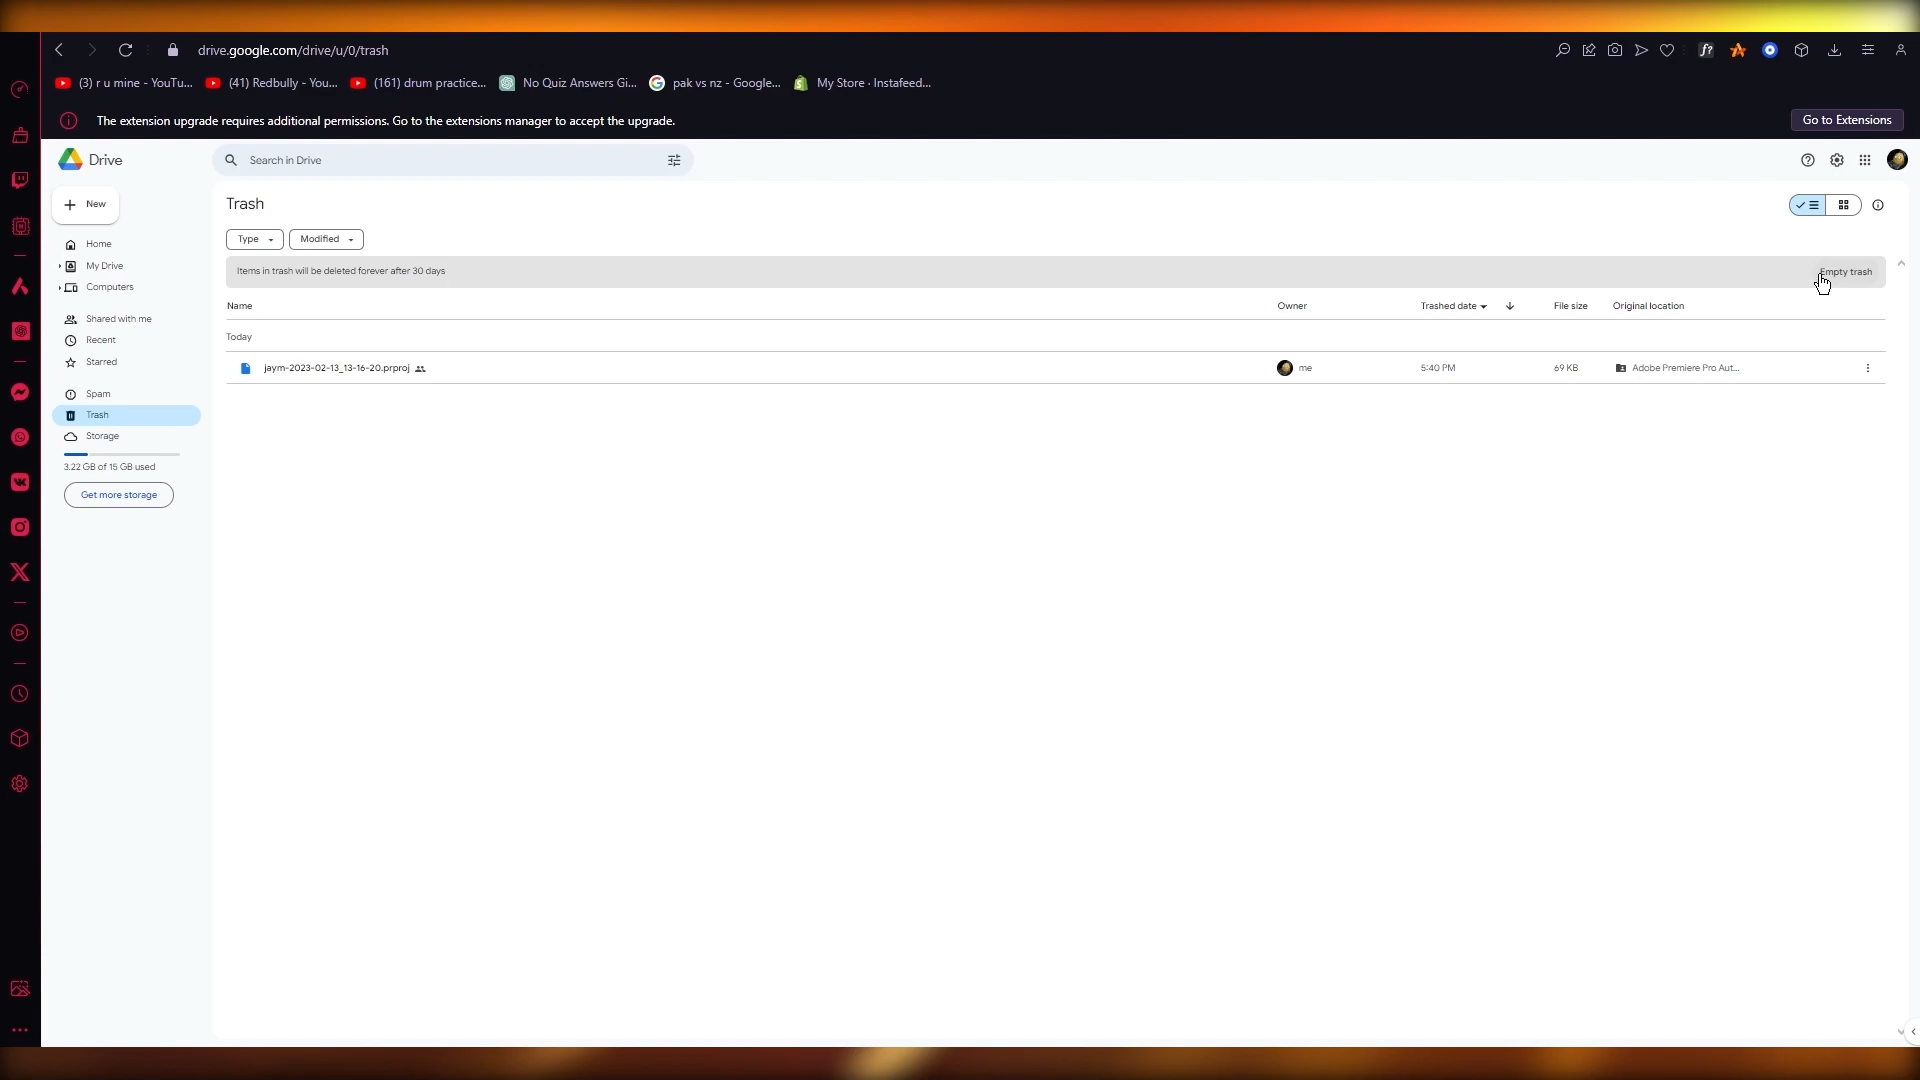 drive.google.com/drive/u/0/trash
(3) r u mine - YouTu... (41) Redbully - You... (161) drum practice... No Quiz Answers Gi... pak vs nz - Google... My Store · Instafeed...
The extension upgrade requires additional permissions. Go to the extensions manager to accept the upgrade. Go to Extensions
Drive Search in Drive
New Trash
Type Modified
Home
My Drive
Computers
Shared with me
Recent
Starred
Spam
Trash
Storage
3.22 GB of 15 GB used
Get more storage
Items in trash will be deleted forever after 30 days Empty trash
Name Owner Trashed date File size Original location
Today
jaym-2023-02-13_13-16-20.prproj me 5:40 PM 69 KB Adobe Premiere Pro Aut...